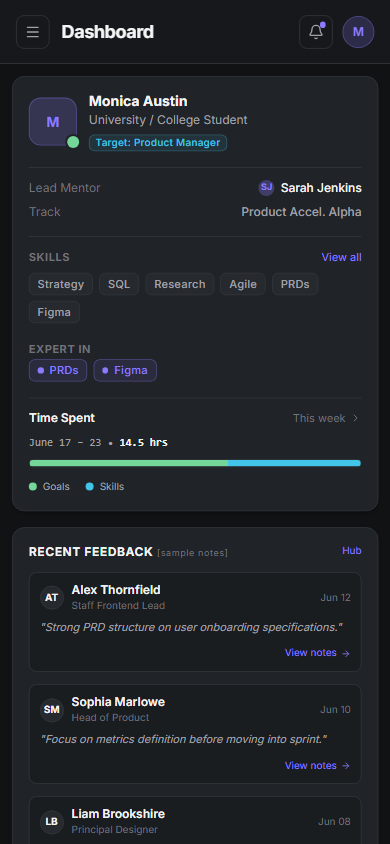 Dashboard
M
M
Monica Austin
University / College Student
Target: Product Manager
Lead Mentor
SJ Sarah Jenkins
Track
Product Accel. Alpha
SKILLS
View all
Strategy SQL Research Agile PRDs
Figma
EXPERT IN
PRDs Figma
Time Spent
This week
June 17 – 23 • 14.5 hrs
Goals Skills
RECENT FEEDBACK [sample notes]
Hub
AT
Alex Thornfield
Jun 12
Staff Frontend Lead
"Strong PRD structure on user onboarding specifications."
View notes →
SM
Sophia Marlowe
Jun 10
Head of Product
"Focus on metrics definition before moving into sprint."
View notes →
LB
Liam Brookshire
Jun 08
Principal Designer